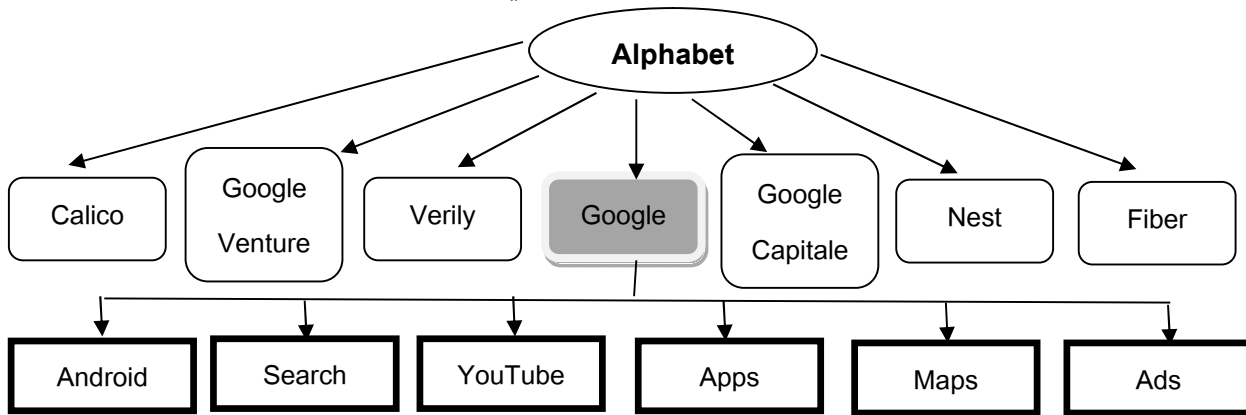 Alphabet
Calico
Google
Venture
Verily
Google
Google
Capitale
Nest
Fiber
Android
Search
YouTube
Apps
Maps
Ads